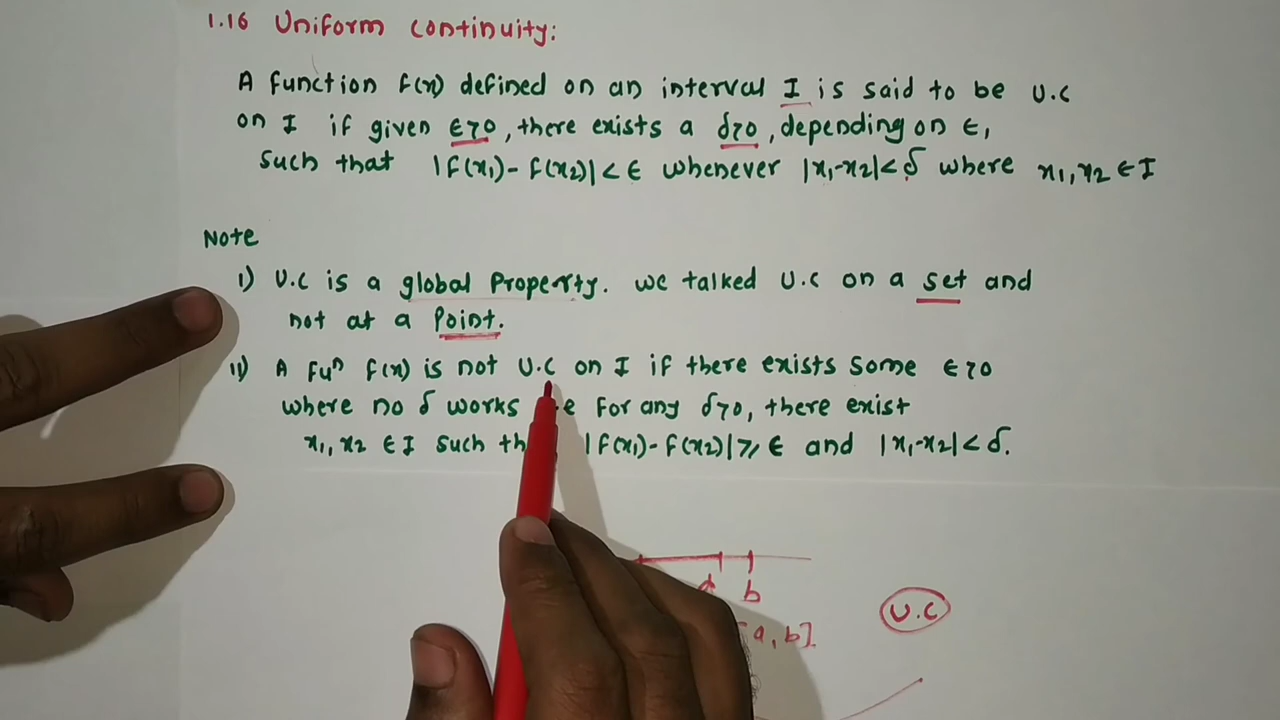 1.16 Uniform continuity:
A function f(x) defined on an interval I is said to be U.C
on I if given ϵ>0, there exists a δ>0, depending on ϵ,
such that |f(x₁)-f(x₂)|<ϵ whenever |x₁-x₂|<δ where x₁,x₂ ∈ I
Note
i) U.C is a global Property. we talked U.C on a set and
not at a Point.
ii) A Fuⁿ f(x) is not U.C on I if there exists some ϵ>0
where no δ works for any δ>0, there exist
x₁, x₂ ∈ I such |f(x₁)-f(x₂)|≥ϵ and |x₁-x₂|<δ.
b
a, b]
U.C